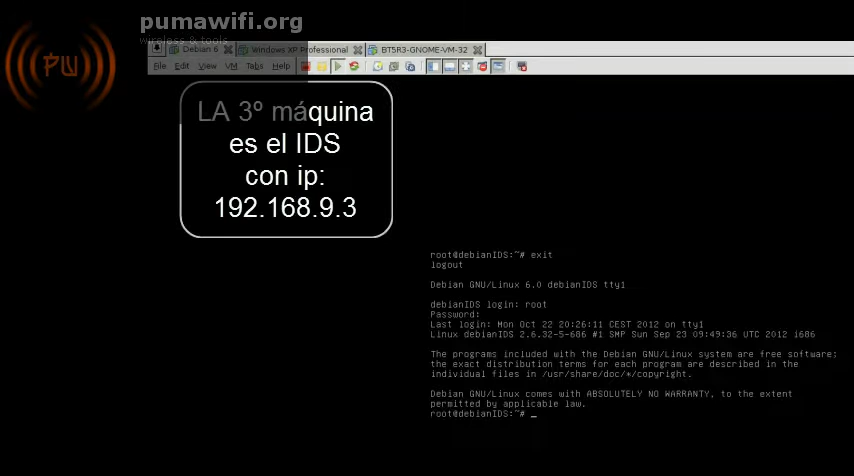 pumawifi.org
wireless & tools
PW
Debian 6 Windows XP Professional BT5R3-GNOME-VM-32
File Edit View VM Tabs Help
LA 3º máquina
es el IDS
con ip:
192.168.9.3
root@debianIDS:~# exit
logout
Debian GNU/Linux 6.0 debianIDS tty1
debianIDS login: root
Password:
Last login: Mon Oct 22 20:26:11 CEST 2012 on tty1
Linux debianIDS 2.6.32-5-686 #1 SMP Sun Sep 23 09:49:36 UTC 2012 i686
The programs included with the Debian GNU/Linux system are free software;
the exact distribution terms for each program are described in the
individual files in /usr/share/doc/*/copyright.
Debian GNU/Linux comes with ABSOLUTELY NO WARRANTY, to the extent
permitted by applicable law.
root@debianIDS:~# _